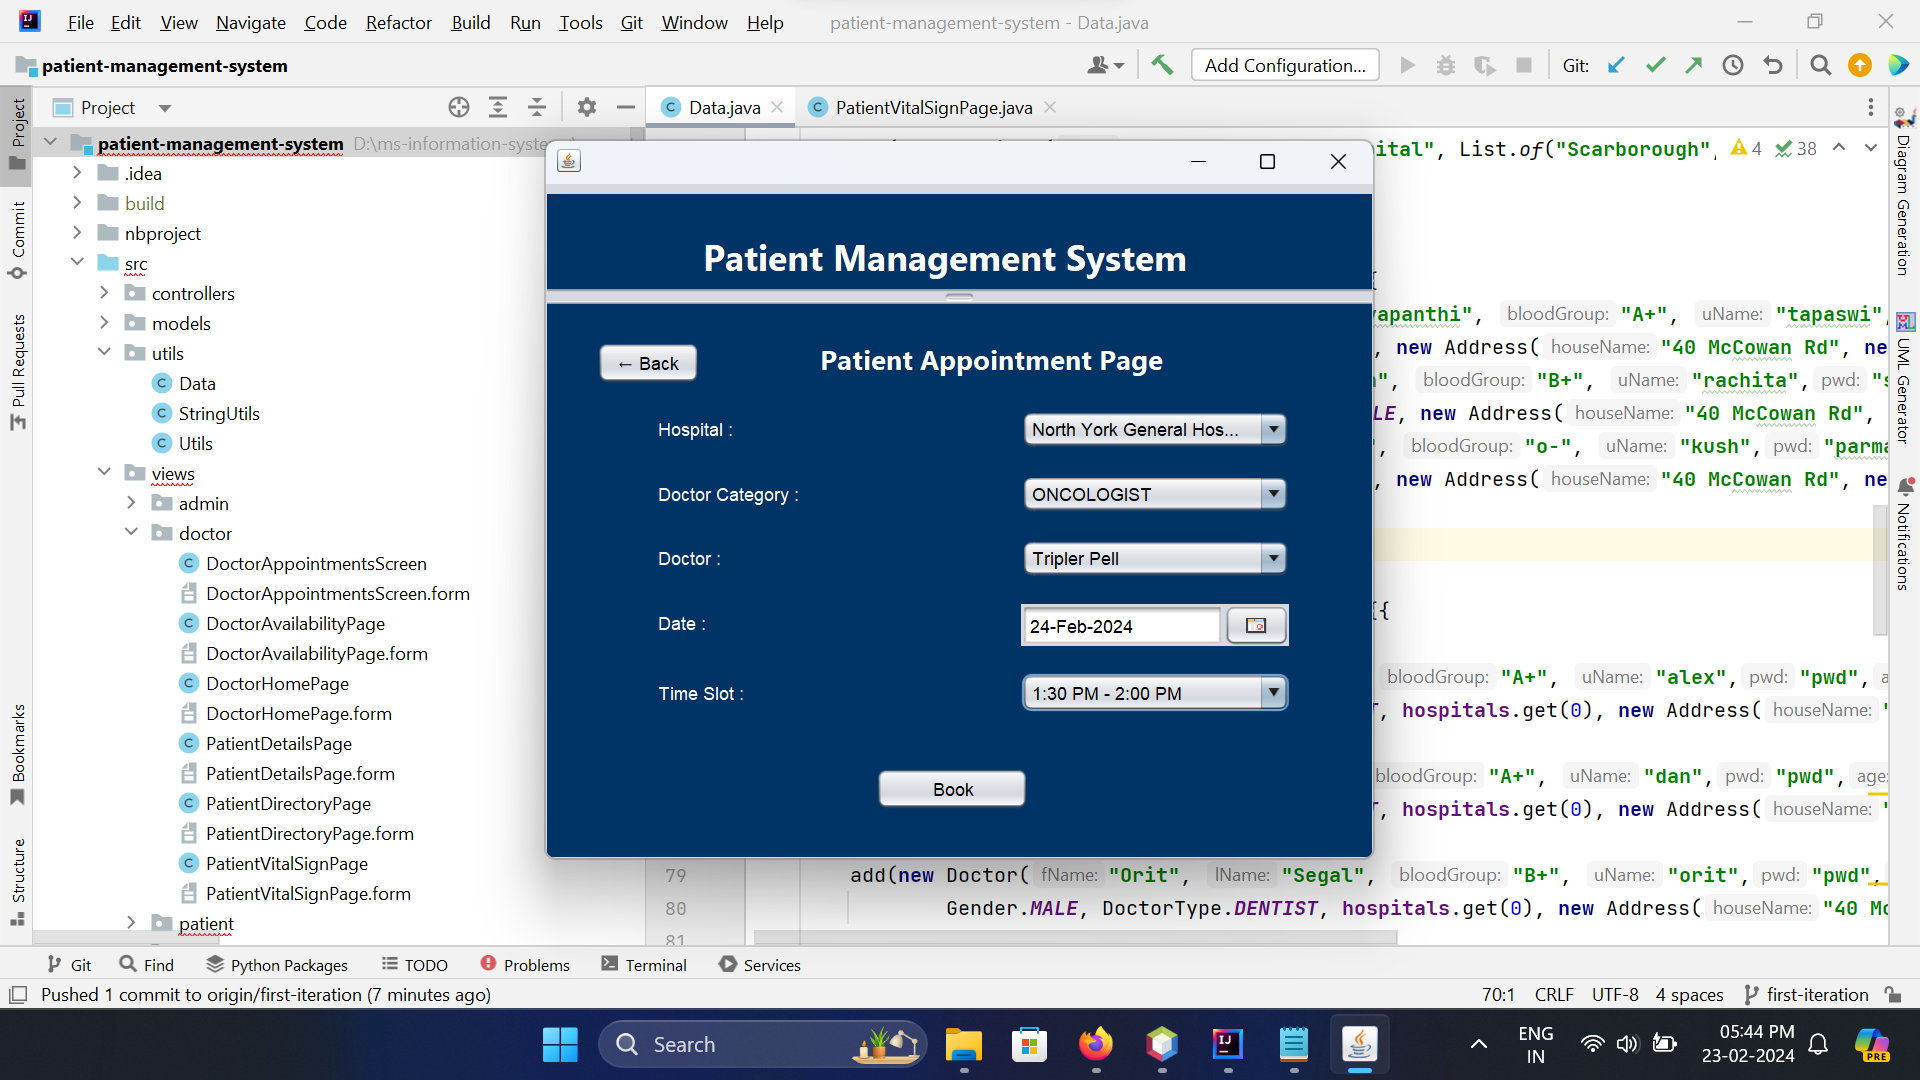 File Edit View Navigate Code Refactor Build Run Tools Git Window Help patient-management-system - Data.java
patient-management-system
Add Configuration...
Git:
Project
Data.java
PatientVitalSignPage.java
patient-management-system D:\ms-information-syste
.idea
build
nbproject
src
controllers
models
utils
Data
StringUtils
Utils
views
admin
doctor
DoctorAppointmentsScreen
DoctorAppointmentsScreen.form
DoctorAvailabilityPage
DoctorAvailabilityPage.form
DoctorHomePage
DoctorHomePage.form
PatientDetailsPage
PatientDetailsPage.form
PatientDirectoryPage
PatientDirectoryPage.form
PatientVitalSignPage
PatientVitalSignPage.form
patient
Project
Commit
Pull Requests
Bookmarks
Structure
Patient Management System
← Back
Patient Appointment Page
Hospital : North York General Hos...
Doctor Category : ONCOLOGIST
Doctor : Tripler Pell
Date : 24-Feb-2024
Time Slot : 1:30 PM - 2:00 PM
Book
ital", List.of("Scarborough", 4 38
{
apanthi", bloodGroup: "A+", uName: "tapaswi",
, new Address( houseName: "40 McCowan Rd", ne
", bloodGroup: "B+", uName: "rachita", pwd: "s
LE, new Address( houseName: "40 McCowan Rd",
", bloodGroup: "o-", uName: "kush", pwd: "parma
, new Address( houseName: "40 McCowan Rd", ne
{{
bloodGroup: "A+", uName: "alex", pwd: "pwd", a
, hospitals.get(0), new Address( houseName: "
bloodGroup: "A+", uName: "dan", pwd: "pwd", age:
, hospitals.get(0), new Address( houseName: "
79 add(new Doctor( fName: "Orit", lName: "Segal", bloodGroup: "B+", uName: "orit", pwd: "pwd",
80 Gender.MALE, DoctorType.DENTIST, hospitals.get(0), new Address( houseName: "40 Mc
81
Diagram Generation
UML Generator
Notifications
Git Find Python Packages TODO Problems Terminal Services
Pushed 1 commit to origin/first-iteration (7 minutes ago)
70:1 CRLF UTF-8 4 spaces first-iteration
Search
ENG
IN
05:44 PM
23-02-2024
PRE